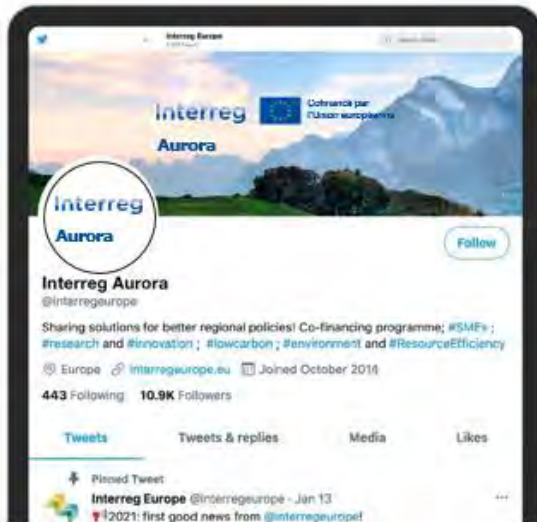 Interreg Europe
Interreg
Cofinancé par
l'Union européenne
Aurora
Interreg
Aurora
Follow
Interreg Aurora
@interregeurope
Sharing solutions for better regional policies! Co-financing programme; #SMEs ;
#research and #innovation ; #lowcarbon ; #environment and #ResourceEfficiency
Europe interregeurope.eu Joined October 2014
443 Following 10.9K Followers
Tweets Tweets & replies Media Likes
Pinned Tweet
Interreg Europe @interregeurope · Jan 13
2021: first good news from @interregeurope!